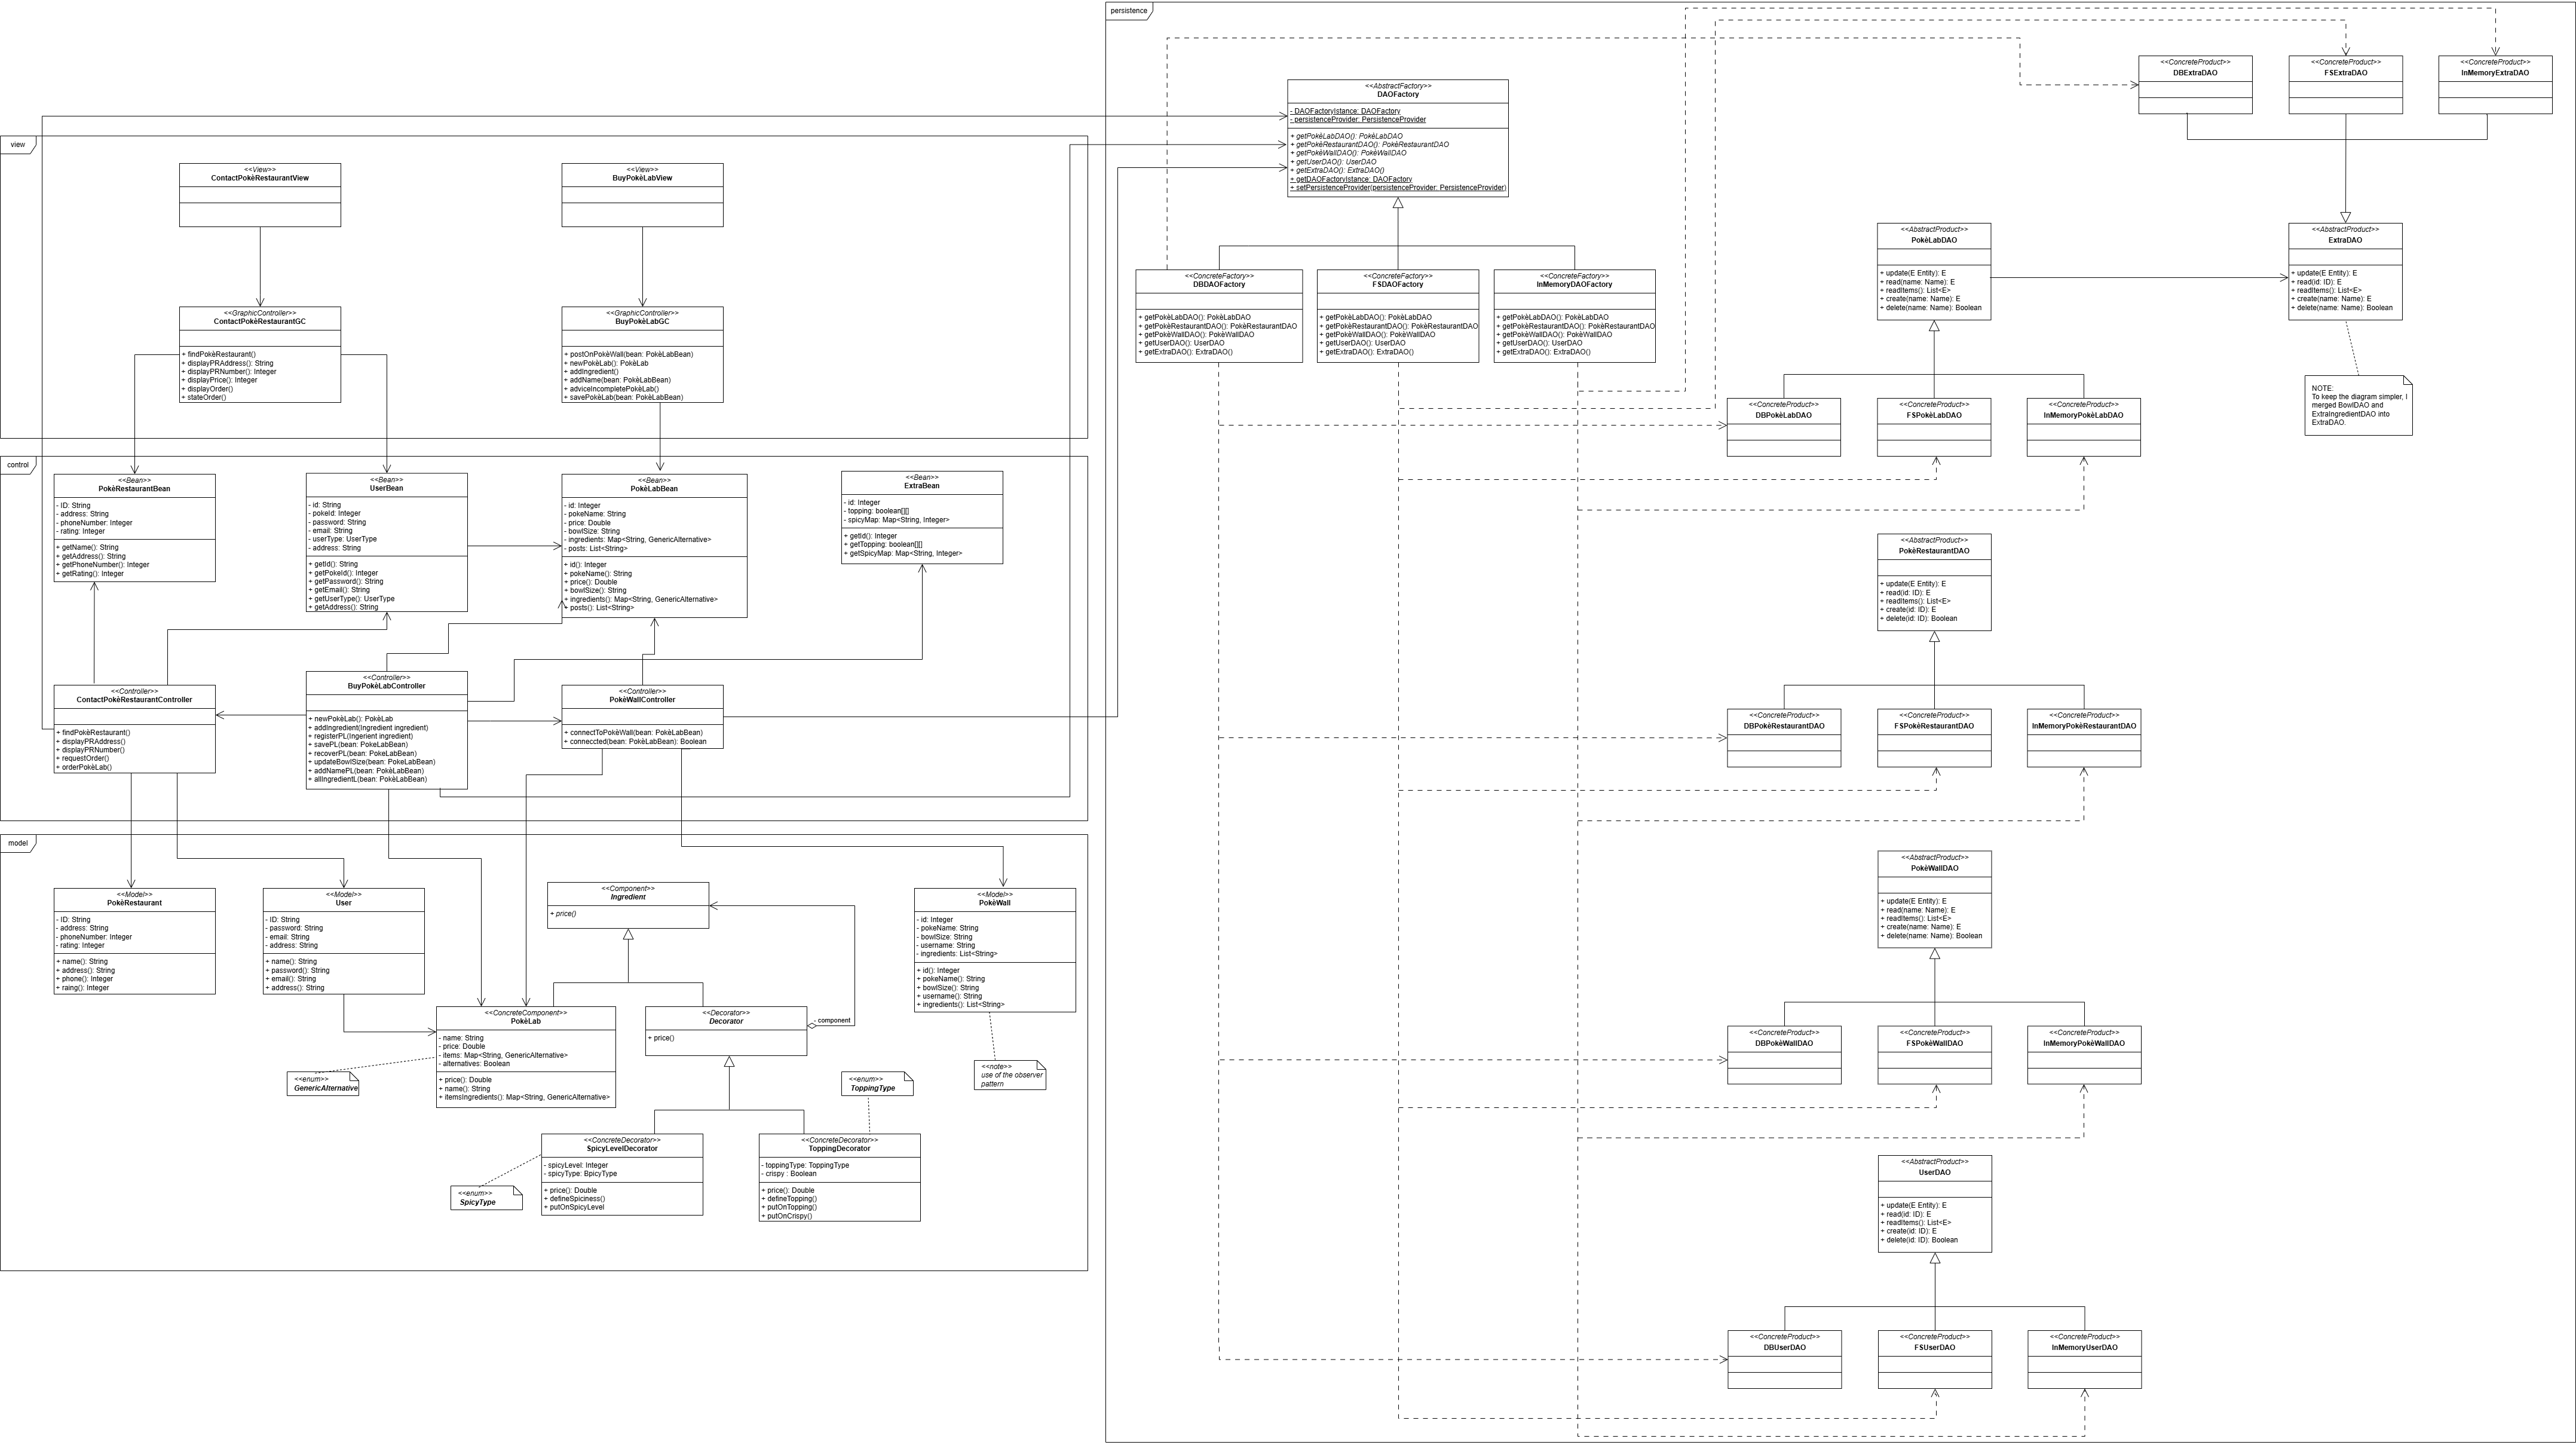 view
<<View>>
ContactPokèRestaurantView
<<View>>
BuyPokèLabView
<<GraphicController>>
ContactPokèRestaurantGC
+ findPokèRestaurant()
+ displayPRAddress(): String
+ displayPRNumber(): Integer
+ displayPrice(): Integer
+ displayOrder()
+ stateOrder()
<<GraphicController>>
BuyPokèLabGC
+ postOnPokèWall(bean: PokèLabBean)
+ newPokèLab(): PokèLab
+ addIngredient()
+ addName(bean: PokèLabBean)
+ adviceIncompletePokèLab()
+ savePokèLab(bean: PokèLabBean)
control
<<Bean>>
PokèRestaurantBean
- ID: String
- address: String
- phoneNumber: Integer
- rating: Integer
+ getName(): String
+ getAddress(): String
+ getPhoneNumber(): Integer
+ getRating(): Integer
<<Bean>>
UserBean
- id: String
- pokeId: Integer
- password: String
- email: String
- userType: UserType
- address: String
+ getId(): String
+ getPokeId(): Integer
+ getPassword(): String
+ getEmail(): String
+ getUserType(): UserType
+ getAddress(): String
<<Bean>>
PokèLabBean
- id: Integer
- pokeName: String
- price: Double
- bowlSize: String
- ingredients: Map<String, GenericAlternative>
- posts: List<String>
+ id(): Integer
+ pokeName(): String
+ price(): Double
+ bowlSize(): String
+ ingredients(): Map<String, GenericAlternative>
+ posts(): List<String>
<<Bean>>
ExtraBean
- id: Integer
- topping: boolean[][]
- spicyMap: Map<String, Integer>
+ getId(): Integer
+ getTopping: boolean[][]
+ getSpicyMap: Map<String, Integer>
<<Controller>>
ContactPokèRestaurantController
+ findPokèRestaurant()
+ displayPRAddress()
+ displayPRNumber()
+ requestOrder()
+ orderPokèLab()
<<Controller>>
BuyPokèLabController
+ newPokèLab(): PokèLab
+ addIngredient(Ingredient ingredient)
+ registerPL(Ingerient ingredient)
+ savePL(bean: PokeLabBean)
+ recoverPL(bean: PokeLabBean)
+ updateBowlSize(bean: PokeLabBean)
+ addNamePL(bean: PokèLabBean)
+ allIngredientL(bean: PokèLabBean)
<<Controller>>
PokèWallController
+ connectToPokèWall(bean: PokèLabBean)
+ conneccted(bean: PokèLabBean): Boolean
model
<<Model>>
PokèRestaurant
- ID: String
- address: String
- phoneNumber: Integer
- rating: Integer
+ name(): String
+ address(): String
+ phone(): Integer
+ raing(): Integer
<<Model>>
User
- ID: String
- password: String
- email: String
- address: String
+ name(): String
+ password(): String
+ email(): String
+ address(): String
<<Component>>
Ingredient
+ price()
<<Model>>
PokèWall
- id: Integer
- pokeName: String
- bowlSize: String
- username: String
- ingredients: List<String>
+ id(): Integer
+ pokeName(): String
+ bowlSize(): String
+ username(): String
+ ingredients(): List<String>
<<ConcreteComponent>>
PokèLab
- name: String
- price: Double
- items: Map<String, GenericAlternative>
- alternatives: Boolean
+ price(): Double
+ name(): String
+ itemsIngredients(): Map<String, GenericAlternative>
<<Decorator>>
Decorator
+ price()
- component
<<enum>>
GenericAlternative
<<enum>>
ToppingType
<<note>>
use of the observer
pattern
<<ConcreteDecorator>>
SpicyLevelDecorator
- spicyLevel: Integer
- spicyType: BpicyType
+ price(): Double
+ defineSpiciness()
+ putOnSpicyLevel
<<ConcreteDecorator>>
ToppingDecorator
- toppingType: ToppingType
- crispy : Boolean
+ price(): Double
+ defineTopping()
+ putOnTopping()
+ putOnCrispy()
<<enum>>
SpicyType
persistence
<<AbstractFactory>>
DAOFactory
- DAOFactoryIstance: DAOFactory
- persistenceProvider: PersistenceProvider
+ getPokèLabDAO(): PokèLabDAO
+ getPokèRestaurantDAO(): PokèRestaurantDAO
+ getPokèWallDAO(): PokèWallDAO
+ getUserDAO(): UserDAO
+ getExtraDAO(): ExtraDAO()
+ getDAOFactoryIstance: DAOFactory
+ setPersistenceProvider(persistenceProvider: PersistenceProvider)
<<ConcreteFactory>>
DBDAOFactory
+ getPokèLabDAO(): PokèLabDAO
+ getPokèRestaurantDAO(): PokèRestaurantDAO
+ getPokèWallDAO(): PokèWallDAO
+ getUserDAO(): UserDAO
+ getExtraDAO(): ExtraDAO()
<<ConcreteFactory>>
FSDAOFactory
+ getPokèLabDAO(): PokèLabDAO
+ getPokèRestaurantDAO(): PokèRestaurantDAO
+ getPokèWallDAO(): PokèWallDAO
+ getUserDAO(): UserDAO
+ getExtraDAO(): ExtraDAO()
<<ConcreteFactory>>
InMemoryDAOFactory
+ getPokèLabDAO(): PokèLabDAO
+ getPokèRestaurantDAO(): PokèRestaurantDAO
+ getPokèWallDAO(): PokèWallDAO
+ getUserDAO(): UserDAO
+ getExtraDAO(): ExtraDAO()
<<ConcreteProduct>>
DBExtraDAO
<<ConcreteProduct>>
FSExtraDAO
<<ConcreteProduct>>
InMemoryExtraDAO
<<AbstractProduct>>
PokèLabDAO
+ update(E Entity): E
+ read(name: Name): E
+ readItems(): List<E>
+ create(name: Name): E
+ delete(name: Name): Boolean
<<AbstractProduct>>
ExtraDAO
+ update(E Entity): E
+ read(id: ID): E
+ readItems(): List<E>
+ create(name: Name): E
+ delete(name: Name): Boolean
NOTE:
To keep the diagram simpler, I
merged BowlDAO and
ExtraIngredientDAO into
ExtraDAO.
<<ConcreteProduct>>
DBPokèLabDAO
<<ConcreteProduct>>
FSPokèLabDAO
<<ConcreteProduct>>
InMemoryPokèLabDAO
<<AbstractProduct>>
PokèRestaurantDAO
+ update(E Entity): E
+ read(id: ID): E
+ readItems(): List<E>
+ create(id: ID): E
+ delete(id: ID): Boolean
<<ConcreteProduct>>
DBPokèRestaurantDAO
<<ConcreteProduct>>
FSPokèRestaurantDAO
<<ConcreteProduct>>
InMemoryPokèRestaurantDAO
<<AbstractProduct>>
PokèWallDAO
+ update(E Entity): E
+ read(name: Name): E
+ readItems(): List<E>
+ create(name: Name): E
+ delete(name: Name): Boolean
<<ConcreteProduct>>
DBPokèWallDAO
<<ConcreteProduct>>
FSPokèWallDAO
<<ConcreteProduct>>
InMemoryPokèWallDAO
<<AbstractProduct>>
UserDAO
+ update(E Entity): E
+ read(id: ID): E
+ readItems(): List<E>
+ create(id: ID): E
+ delete(id: ID): Boolean
<<ConcreteProduct>>
DBUserDAO
<<ConcreteProduct>>
FSUserDAO
<<ConcreteProduct>>
InMemoryUserDAO